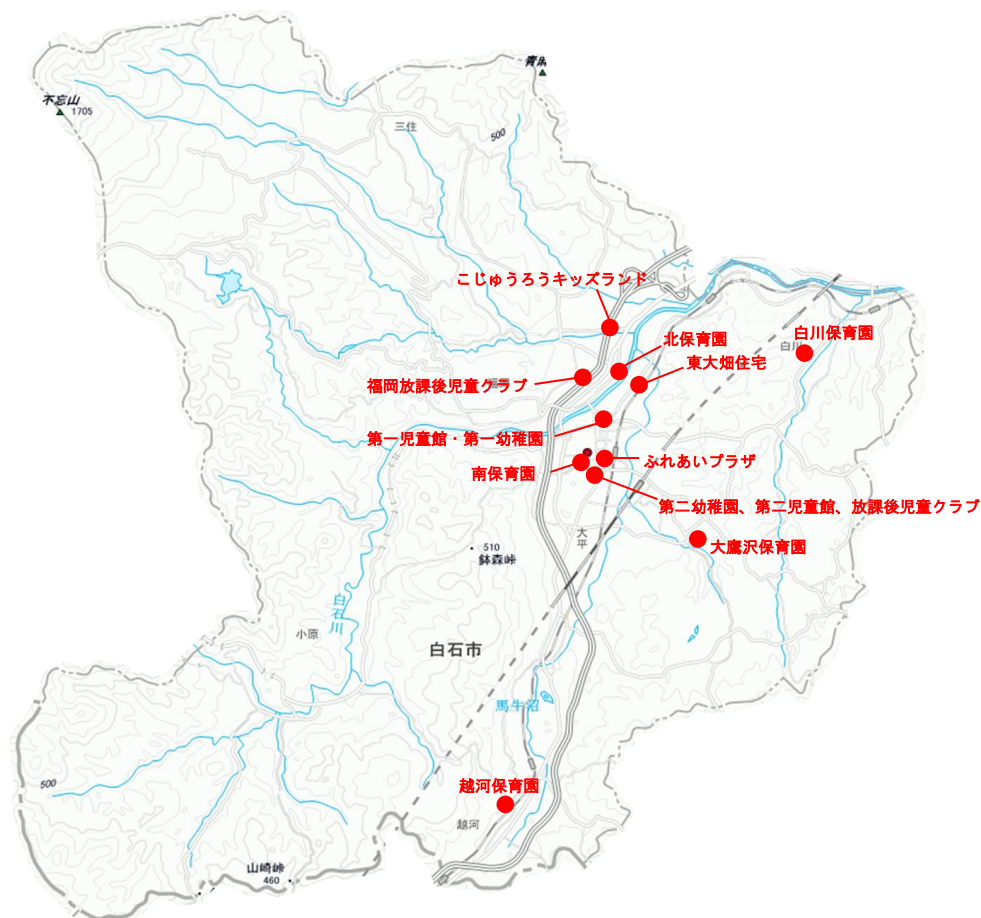 不忘山
1705
三住
500
こじゅうろうキッズランド
白川保育園
白川
北保育園
東大畑住宅
福岡放課後児童クラブ
第一児童館・第一幼稚園
ふれあいプラザ
南保育園
第二幼稚園、第二児童館、放課後児童クラブ
大平
510
鉢森峠
大鷹沢保育園
白石川
小原
白石市
馬牛沼
500
越河保育園
越河
山崎峠
460